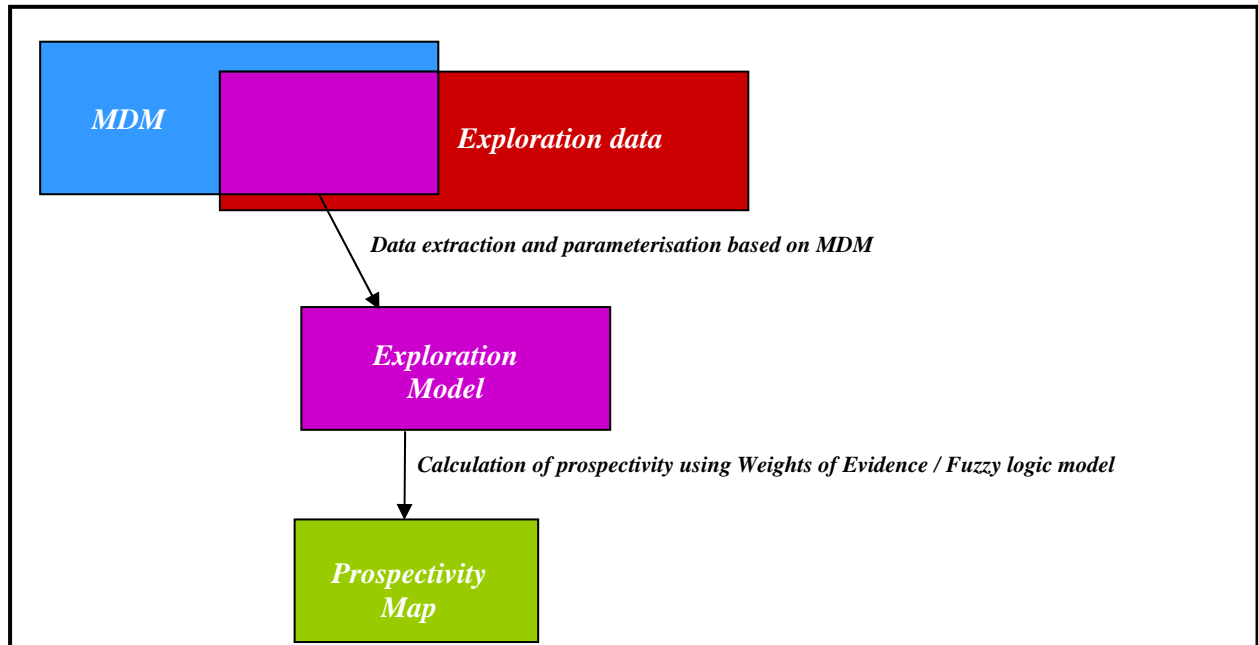 MDM
Exploration data
Data extraction and parameterisation based on MDM
Exploration
Model
Calculation of prospectivity using Weights of Evidence / Fuzzy logic model
Prospectivity
Map